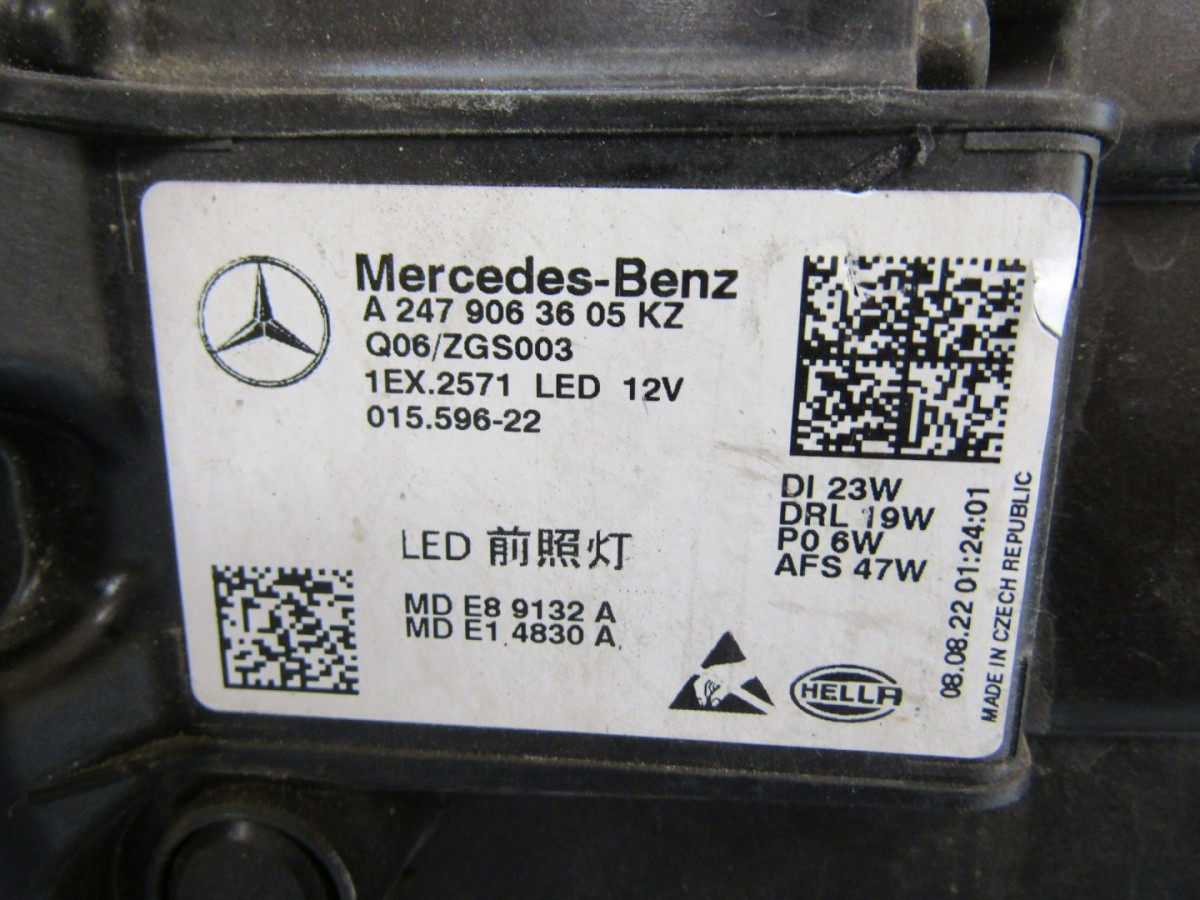 Mercedes-Benz
A 247 906 36 05 KZ
Q06/ZGS003
1EX.2571 LED 12V
015.596-22
DI 23W
DRL 19W
P0 6W
AFS 47W
LED 前照灯
MD E8 9132 A
MD E1 4830 A
HELLA
08.08.22 01:24:01
MADE IN CZECH REPUBLIC